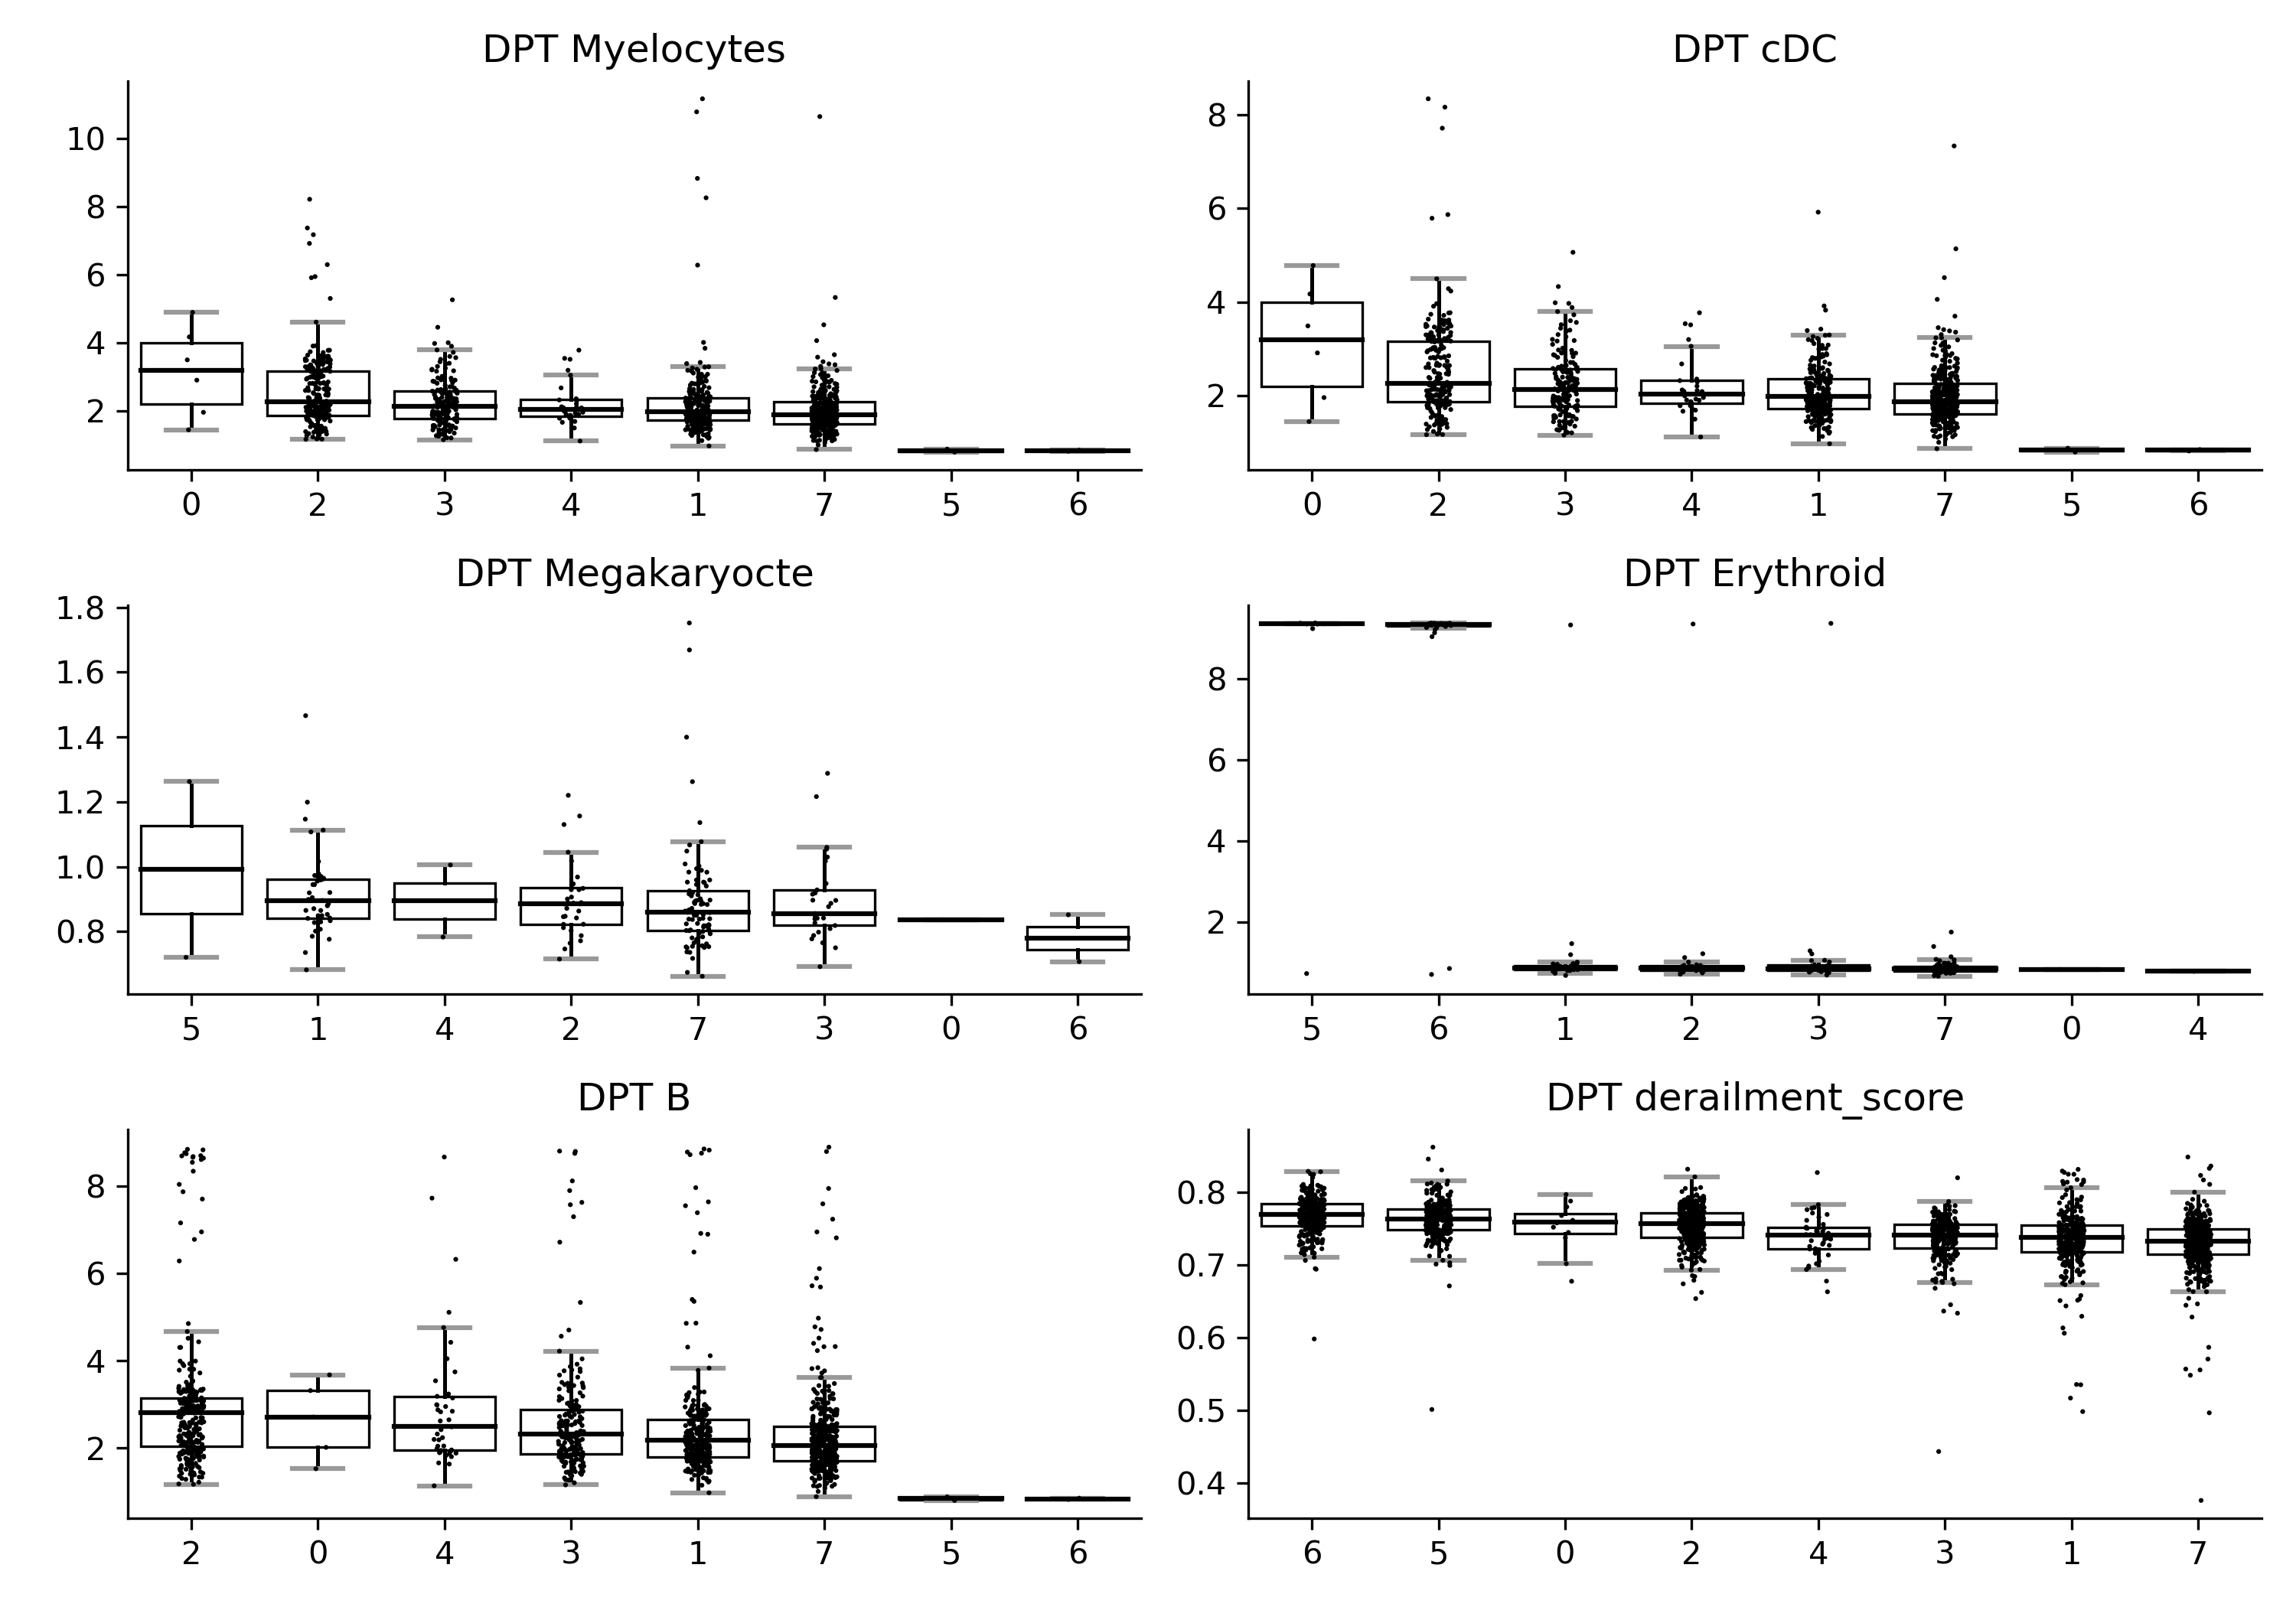 DPT Myelocytes
10
8
6
4
2
0 2 3 4 1 7 5 6
DPT cDC
8
6
4
2
0 2 3 4 1 7 5 6
DPT Megakaryocte
1.8
1.6
1.4
1.2
1.0
0.8
5 1 4 2 7 3 0 6
DPT Erythroid
8
6
4
2
5 6 1 2 3 7 0 4
DPT B
8
6
4
2
2 0 4 3 1 7 5 6
DPT derailment_score
0.8
0.7
0.6
0.5
0.4
6 5 0 2 4 3 1 7